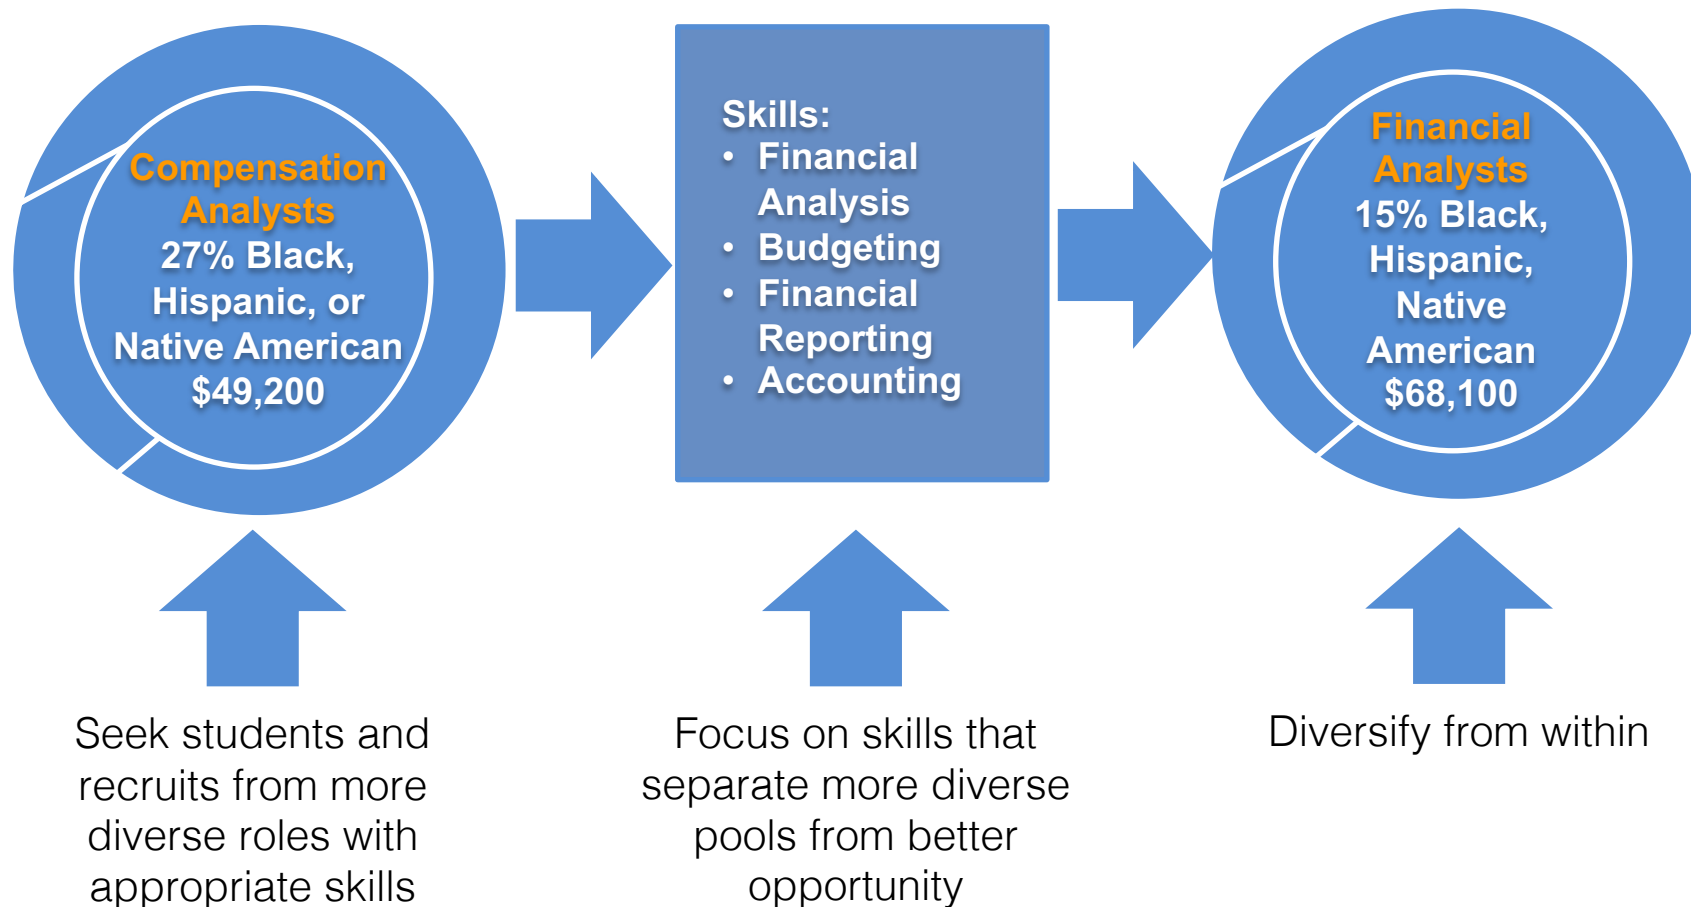 Compensation
Analysts
27% Black,
Hispanic, or
Native American
$49,200
Skills:
• Financial
Analysis
• Budgeting
• Financial
Reporting
• Accounting
Financial
Analysts
15% Black,
Hispanic,
Native
American
$68,100
Seek students and
recruits from more
diverse roles with
appropriate skills
Focus on skills that
separate more diverse
pools from better
opportunity
Diversify from within